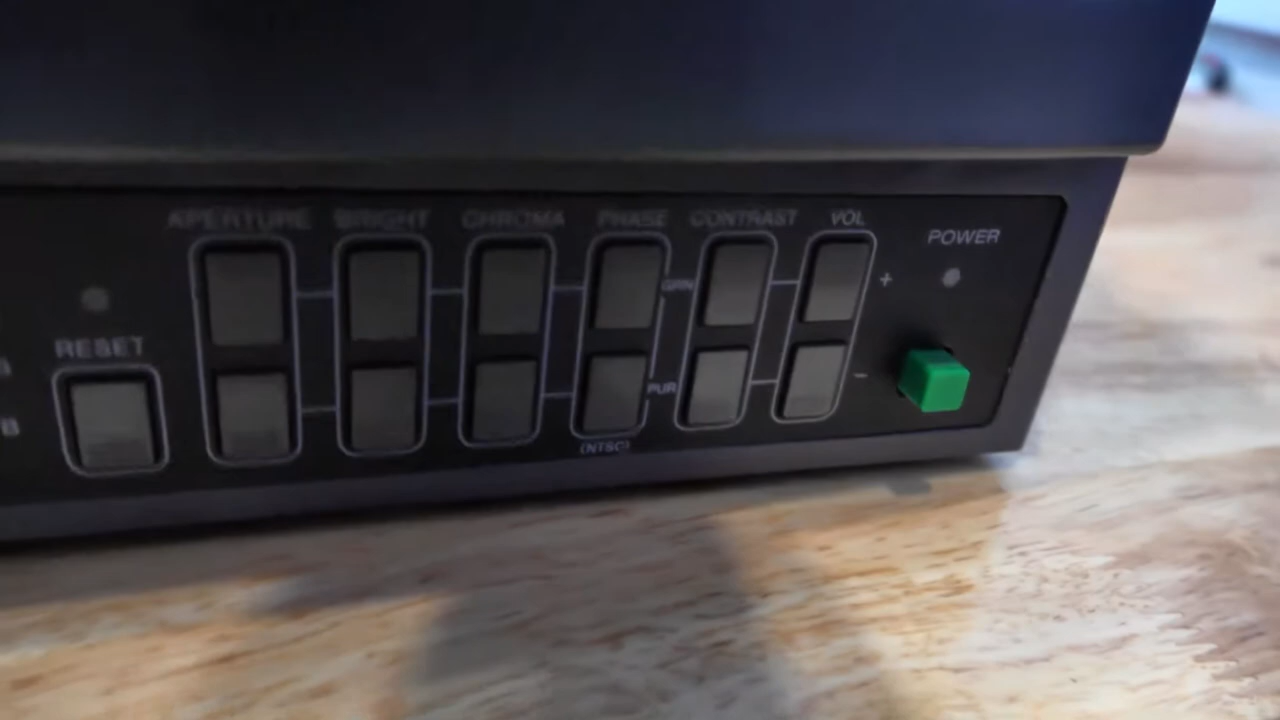 APERTURE BRIGHT CHROMA PHASE CONTRAST VOL
POWER
GRN +
RESET
PUR -
B
(NTSC)